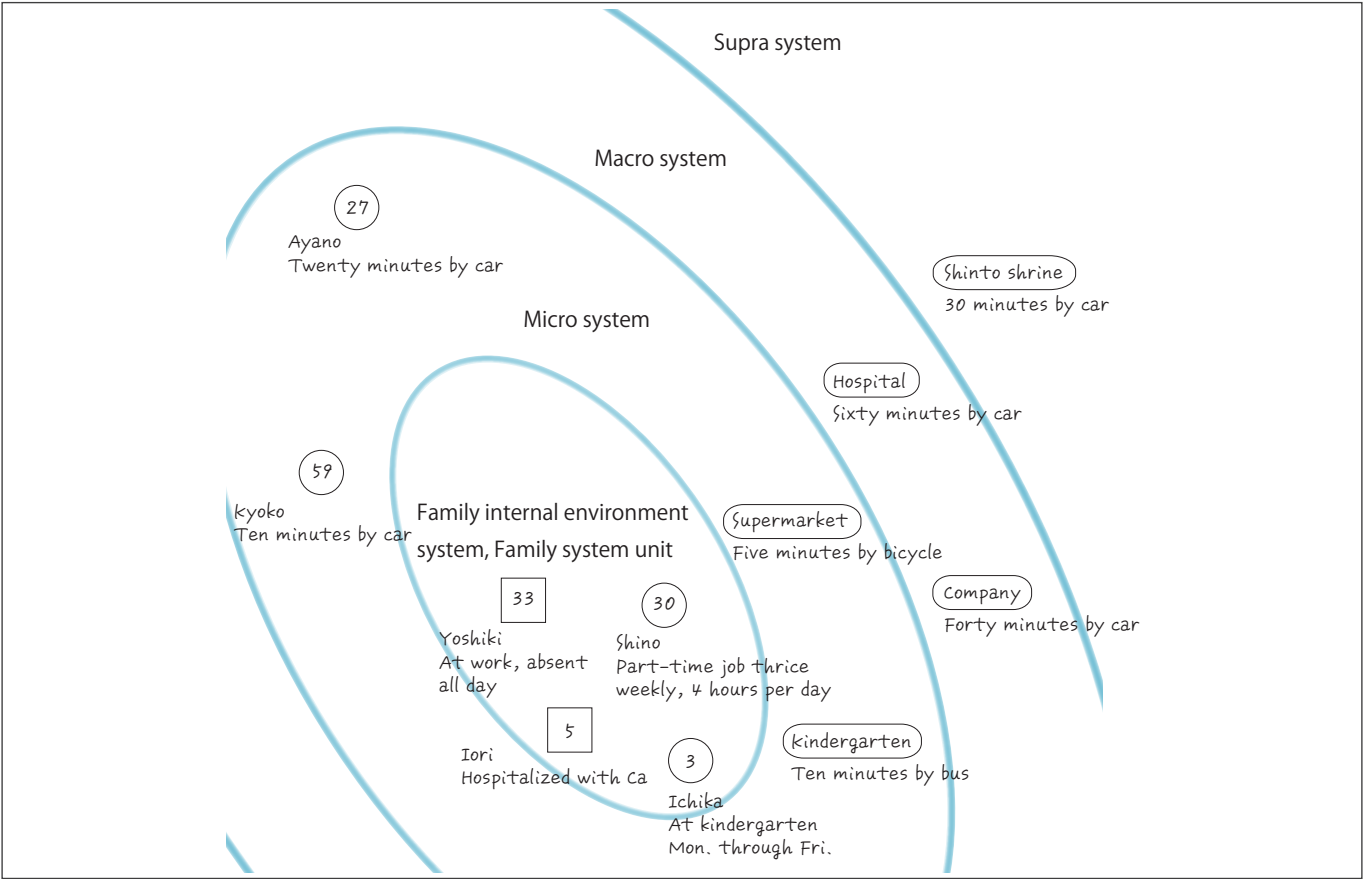 Supra system
Macro system
27
Ayano
Twenty minutes by car
Shinto shrine
30 minutes by car
Micro system
Hospital
Sixty minutes by car
59
kyoko
Ten minutes by car
Family internal environment
system, Family system unit
Supermarket
Five minutes by bicycle
33
Yoshiki
At work, absent
all day
30
Shino
Part-time job thrice
weekly, 4 hours per day
Company
Forty minutes by car
5
Iori
Hospitalized with Ca
3
Ichika
At kindergarten
Mon. through Fri.
kindergarten
Ten minutes by bus